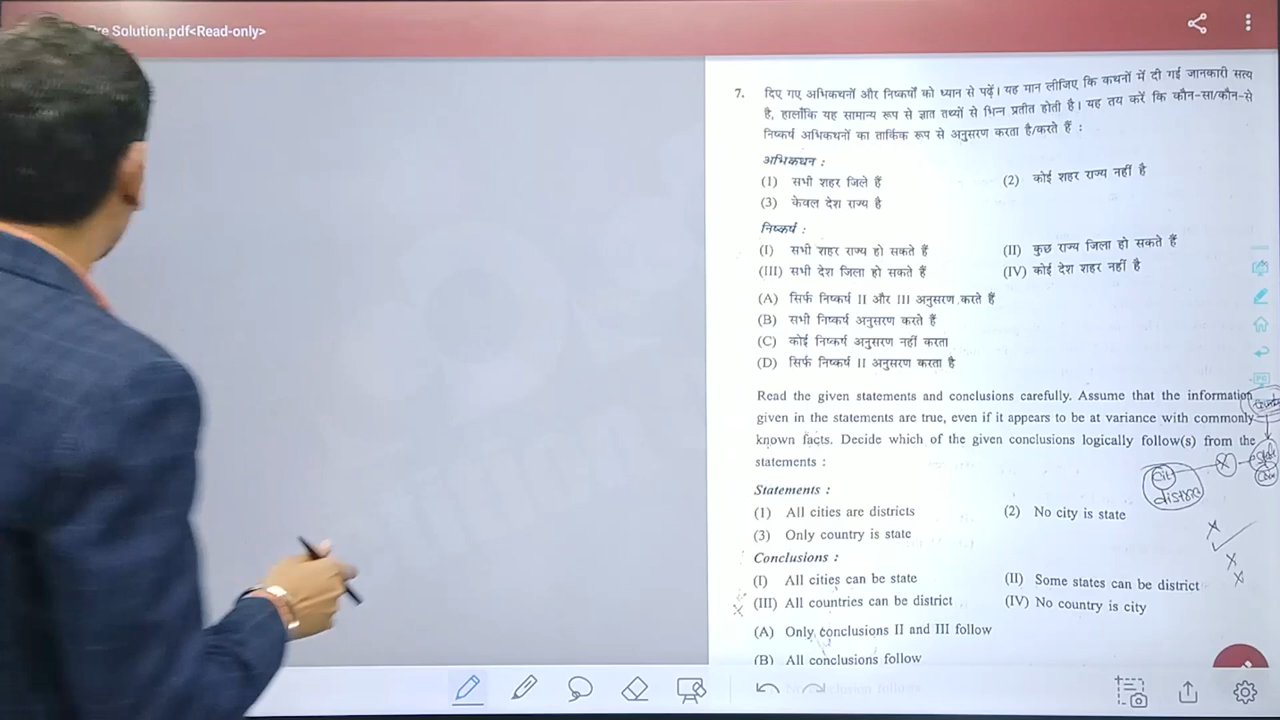 Pre Solution.pdf<Read-only>
7. दिए गए अभिकथनों और निष्कर्षों को ध्यान से पढ़ें। यह मान लीजिए कि कथनों में दी गई जानकारी सत्य
है, हालाँकि यह सामान्य रूप से ज्ञात तथ्यों से भिन्न प्रतीत होती है। यह तय करें कि कौन-सा/कौन-से
निष्कर्ष अभिकथनों का तार्किक रूप से अनुसरण करता है/करते हैं :
अभिकथन :
(1) सभी शहर जिले हैं (2) कोई शहर राज्य नहीं है
(3) केवल देश राज्य है
निष्कर्ष :
(I) सभी शहर राज्य हो सकते हैं (II) कुछ राज्य जिला हो सकते हैं
(III) सभी देश जिला हो सकते हैं (IV) कोई देश शहर नहीं है
(A) सिर्फ निष्कर्ष II और III अनुसरण करते हैं
(B) सभी निष्कर्ष अनुसरण करते हैं
(C) कोई निष्कर्ष अनुसरण नहीं करता
(D) सिर्फ निष्कर्ष II अनुसरण करता है
Read the given statements and conclusions carefully. Assume that the information
given in the statements are true, even if it appears to be at variance with commonly
known facts. Decide which of the given conclusions logically follow(s) from the
statements :
Statements :
(1) All cities are districts (2) No city is state
(3) Only country is state
Conclusions :
(I) All cities can be state (II) Some states can be district
(III) All countries can be district (IV) No country is city
(A) Only conclusions II and III follow
(B) All conclusions follow
No conclusion follows